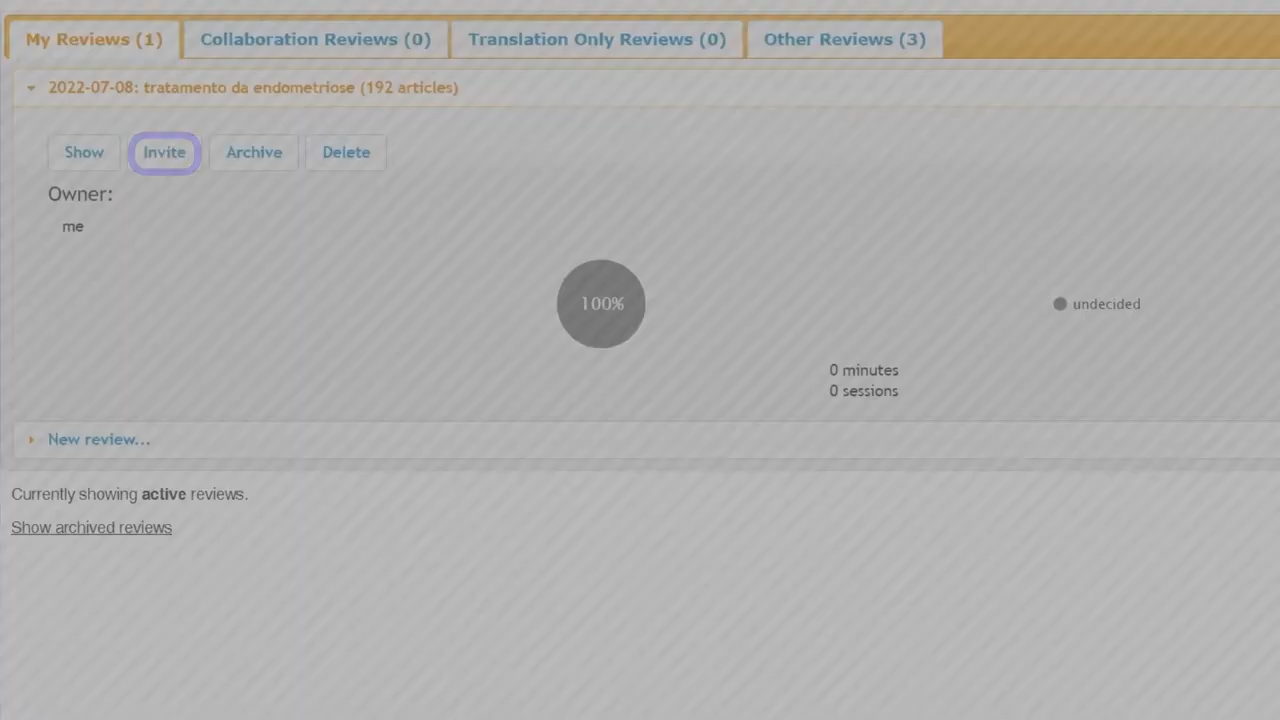 My Reviews (1) Collaboration Reviews (0) Translation Only Reviews (0) Other Reviews (3)
2022-07-08: tratamento da endometriose (192 articles)
Show Invite Archive Delete
Owner:
me
100% undecided
0 minutes
0 sessions
New review...
Currently showing active reviews.
Show archived reviews